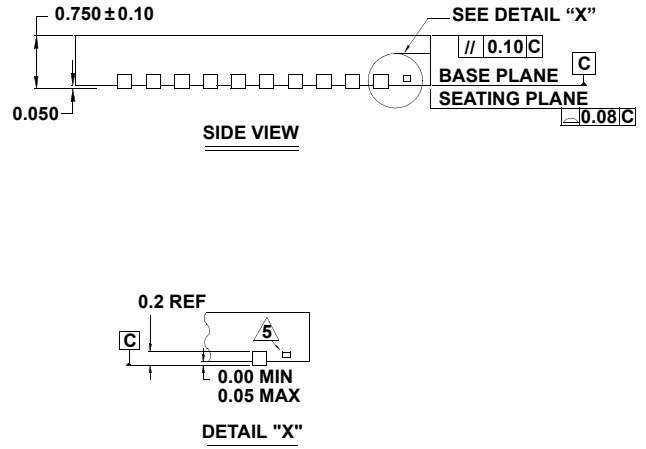 0.750 ± 0.10
SEE DETAIL “X”
// 0.10 C
C
BASE PLANE
SEATING PLANE
0.050
⌓ 0.08 C
SIDE VIEW
0.2 REF
C
5
0.00 MIN
0.05 MAX
DETAIL "X"